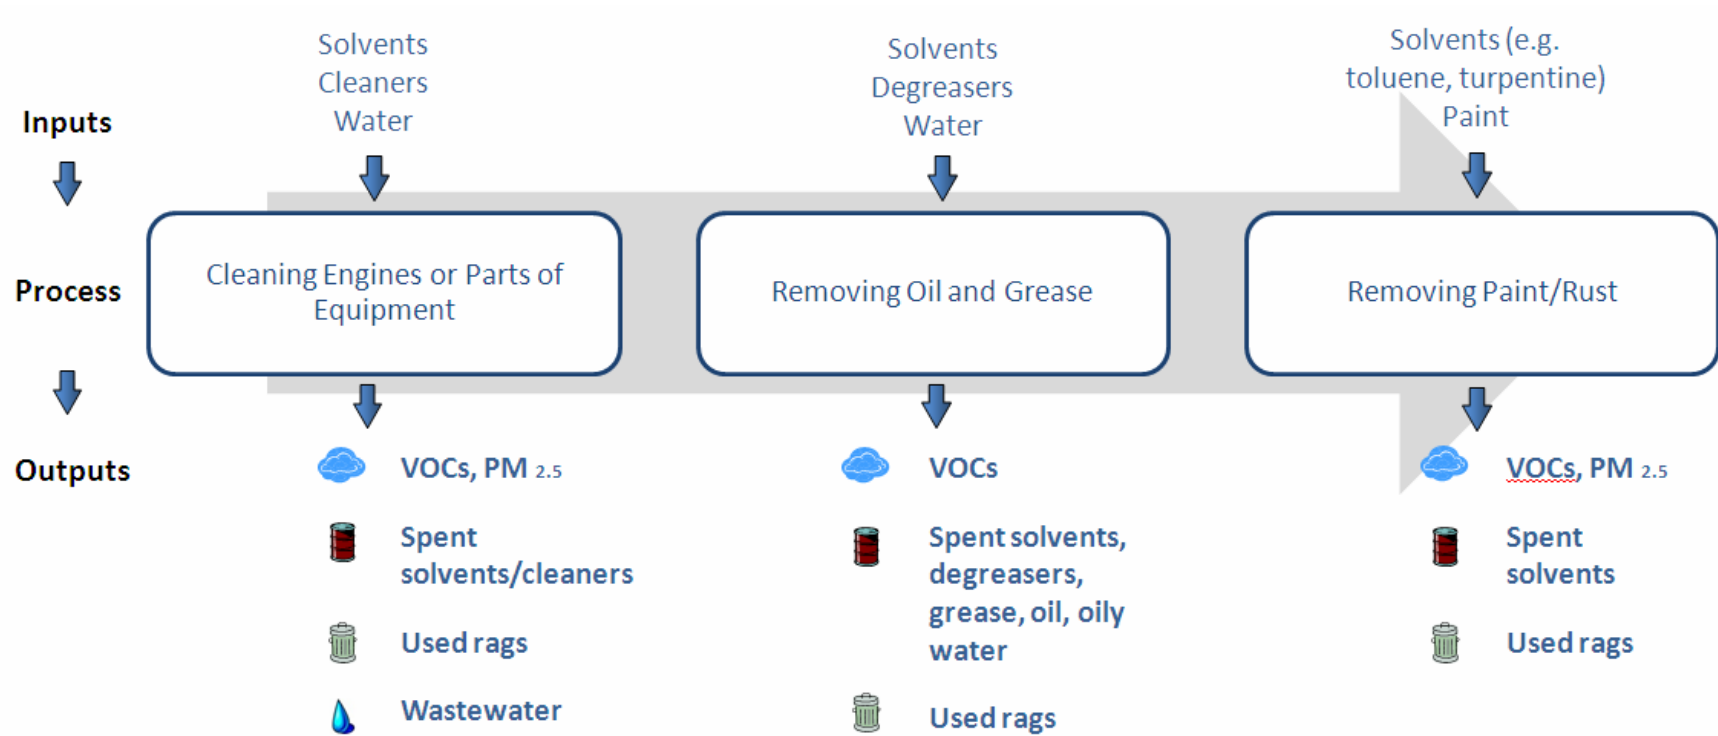 Solvents
Cleaners
Water
Solvents
Degreasers
Water
Solvents (e.g.
toluene, turpentine)
Paint
Inputs
Process
Cleaning Engines or Parts of
Equipment
Removing Oil and Grease
Removing Paint/Rust
Outputs
VOCs, PM 2.5
Spent
solvents/cleaners
Used rags
Wastewater
VOCs
Spent solvents,
degreasers,
grease, oil, oily
water
Used rags
VOCs, PM 2.5
Spent
solvents
Used rags